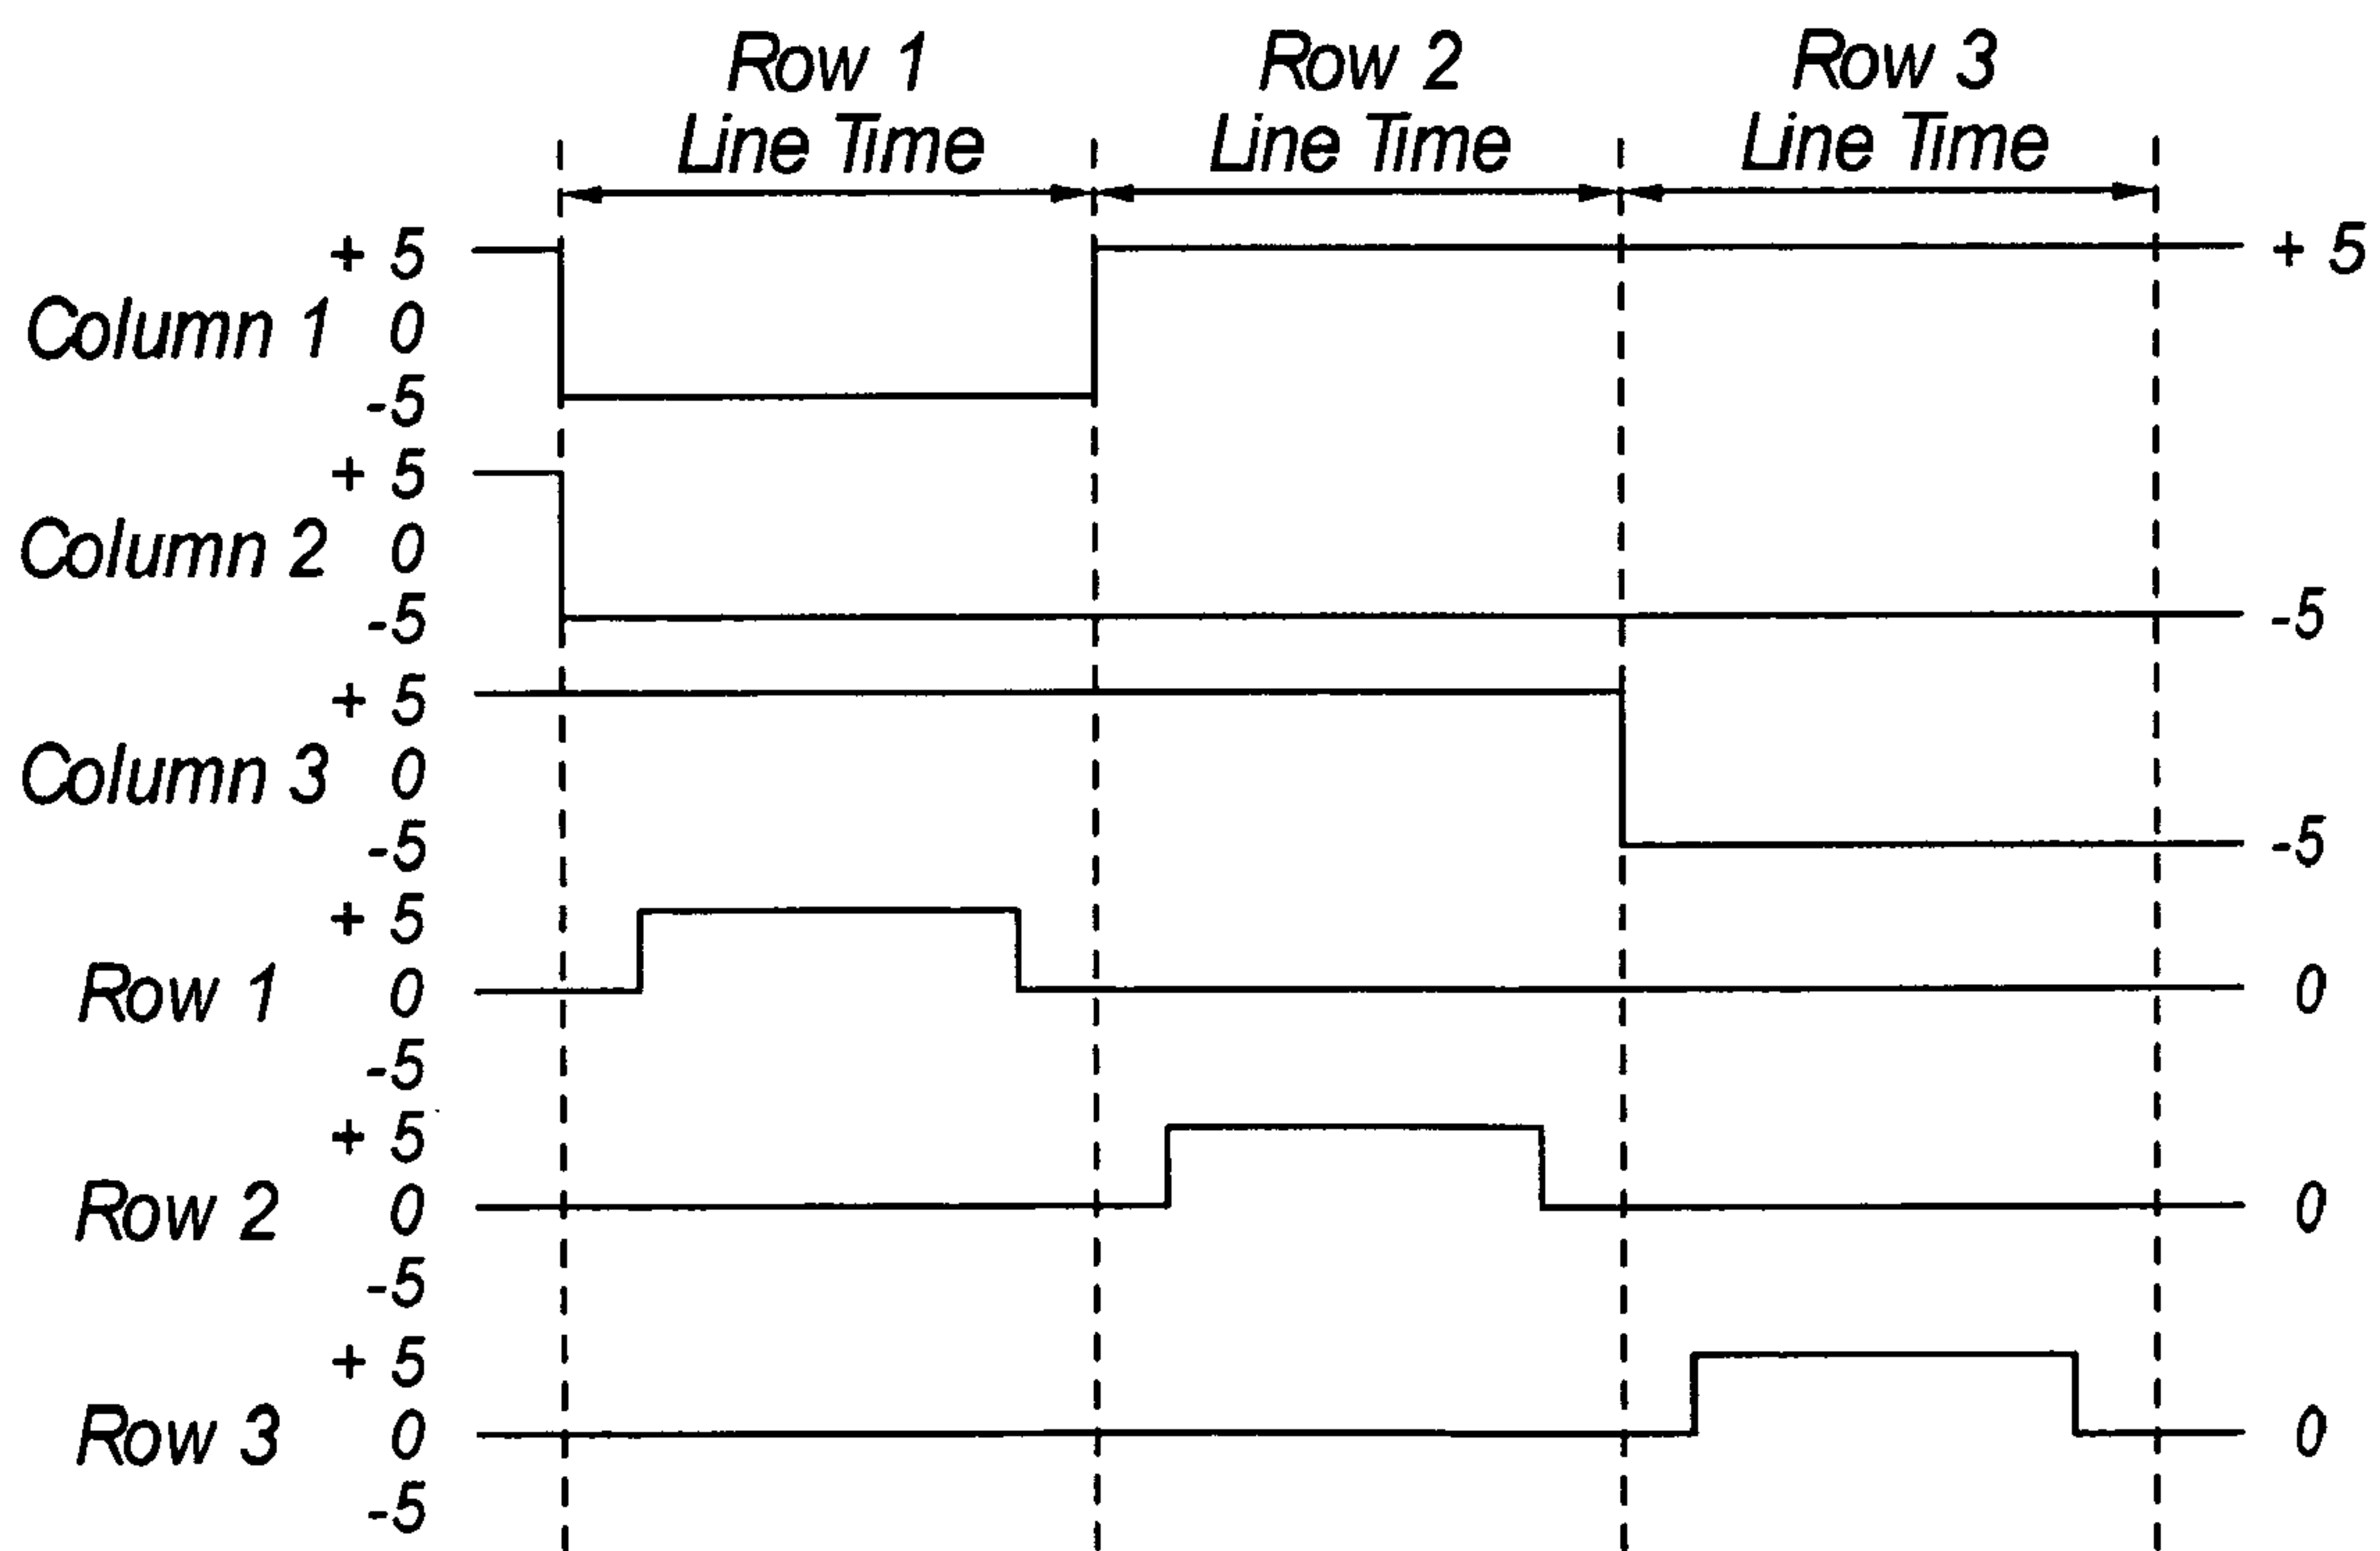 Row 1 Row 2 Row 3
Line Time Line Time Line Time
+ 5 + 5
Column 1 0
-5
+ 5
Column 2 0
-5 -5
+ 5
Column 3 0
-5 -5
+ 5
Row 1 0 0
-5
+ 5
Row 2 0 0
-5
+ 5
Row 3 0 0
-5